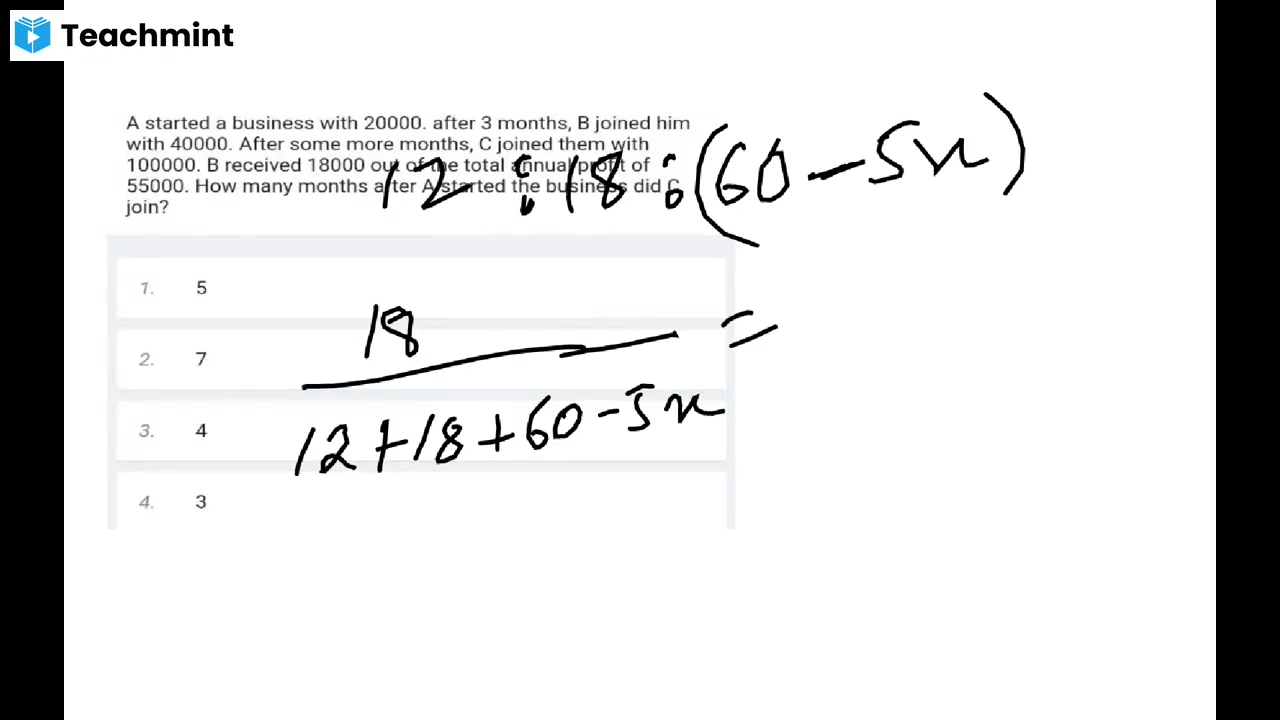 Teachmint
A started a business with 20000. after 3 months, B joined him
with 40000. After some more months, C joined them with
100000. B received 18000 out of the total annual profit of
55000. How many months after A started the business did C
join?
12 : 18 : (60 - 5x)
1. 5
18
=
2. 7
12 + 18 + 60 - 5x
3. 4
4. 3